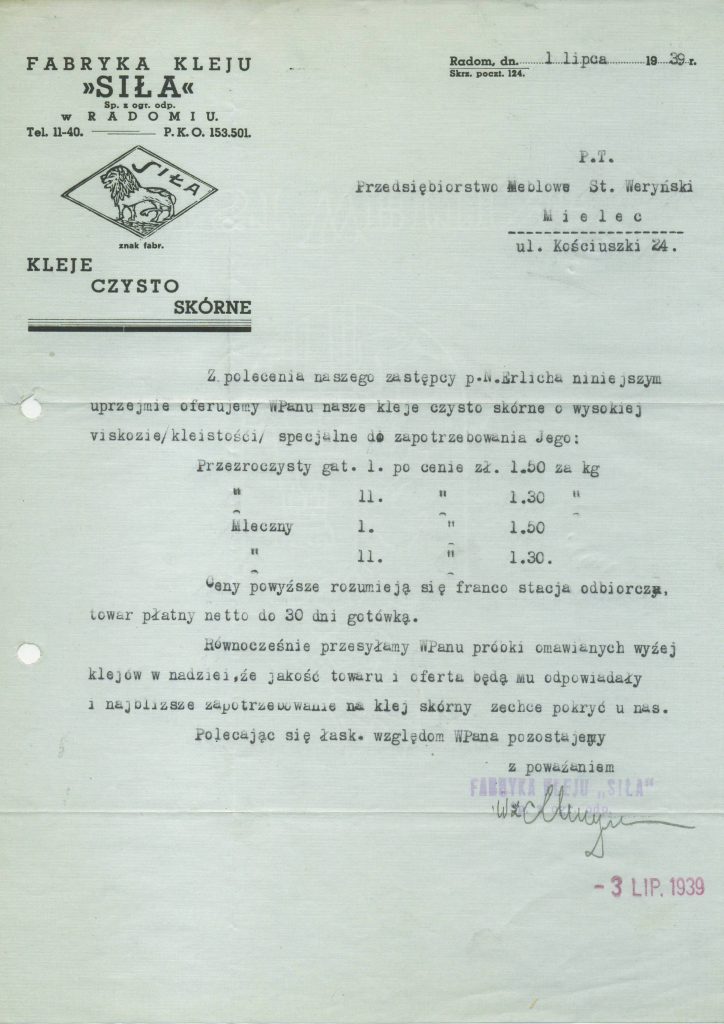 FABRYKA KLEJU
»SIŁA«
Sp. z ogr. odp.
w RADOMIU.
Tel. 11-40. P.K.O. 153.501.
SIŁA
znak fabr.
KLEJE
CZYSTO
SKÓRNE
Radom, dn. 1 lipca 1939 r.
Skrz. poczt. 124.
P.T.
Przedsiębiorstwo Meblowe St. Weryński
Mielec
ul. Kościuszki 24.
Z polecenia naszego zastępcy p.N.Erlicha niniejszym
uprzejmie oferujemy WPanu nasze kleje czysto skórne o wysokiej
viskozie/kleistości/ specjalne do zapotrzebowania Jego:
Przezroczysty gat. 1. po cenie zł. 1.50 za kg
" 11. " 1.30 "
Mleczny 1. " 1.50
" 11. " 1.30.
Ceny powyższe rozumieją się franco stacja odbiorcza,
towar płatny netto do 30 dni gotówką.
Równocześnie przesyłamy WPanu próbki omawianych wyżej
klejów w nadziei,że jakość towaru i oferta będą Mu odpowiadały
i najbliższe zapotrzebowanie na klej skórny zechce pokryć u nas.
Polecając się łask. względom WPana pozostajemy
z poważaniem
FABRYKA KLEJU „SIŁA"
- 3 LIP. 1939